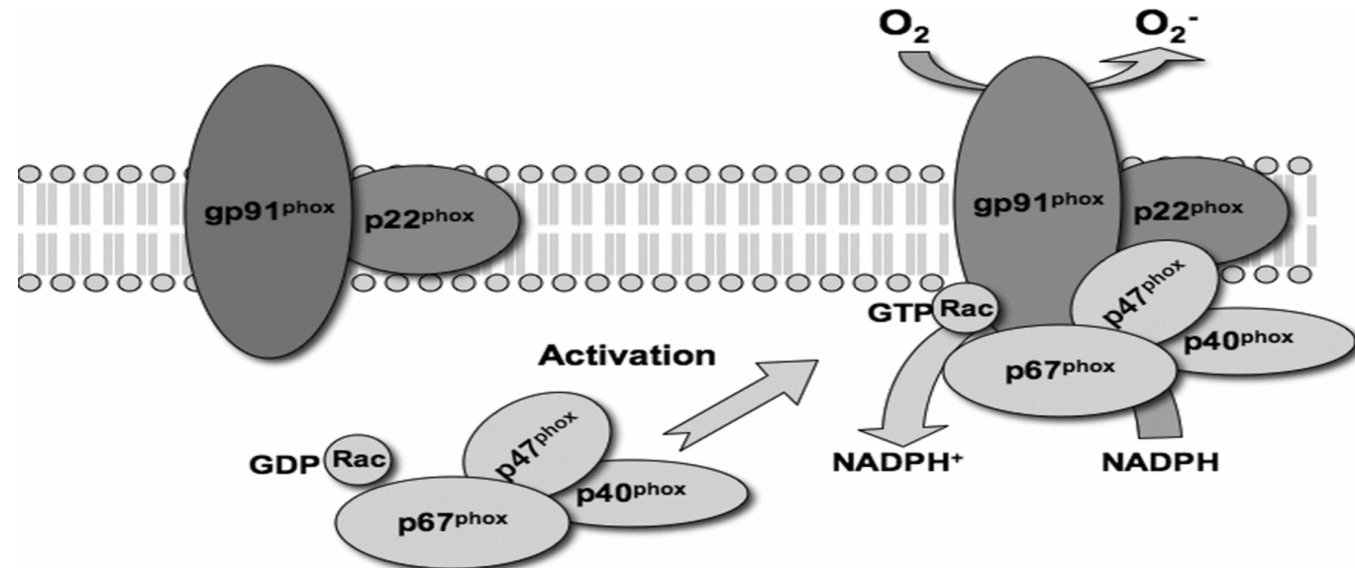 O₂ O₂⁻
gp91phox p22phox
gp91phox p22phox
GTP Rac p47phox
p40phox
p67phox
Activation
NADPH⁺ NADPH
GDP Rac p47phox
p40phox
p67phox